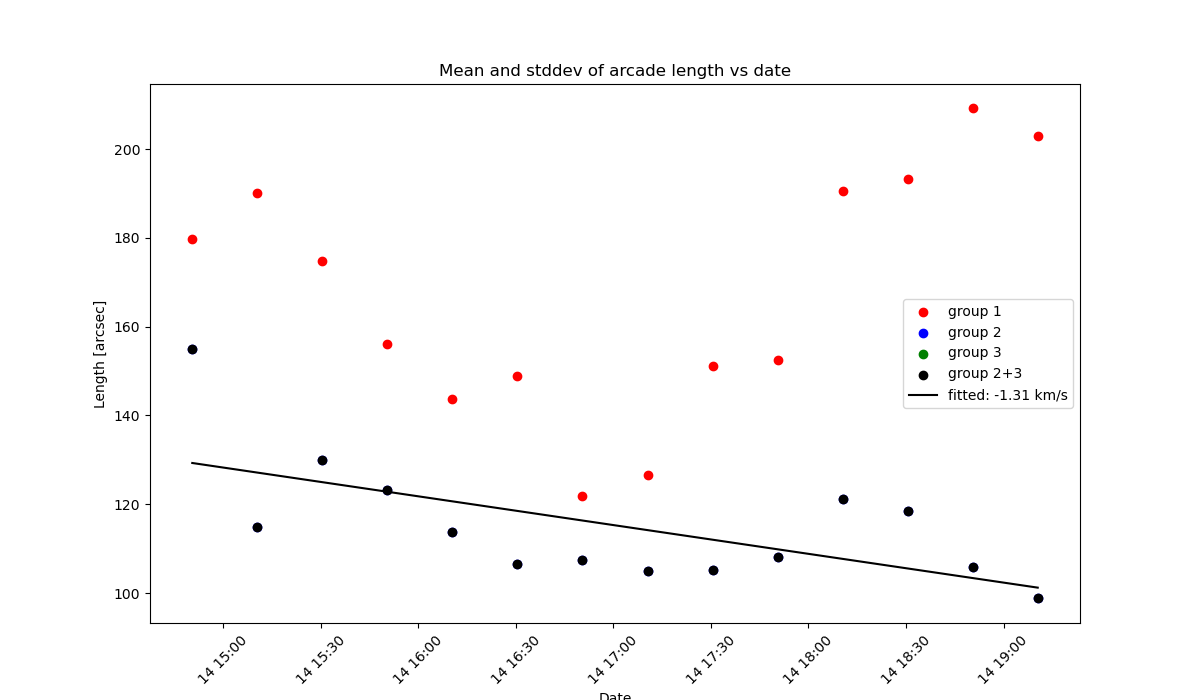 Mean and stddev of arcade length vs date
Length [arcsec]
200
180
160
140
120
100
group 1
group 2
group 3
group 2+3
fitted: -1.31 km/s
14 15:00
14 15:30
14 16:00
14 16:30
14 17:00
14 17:30
14 18:00
14 18:30
14 19:00
Date